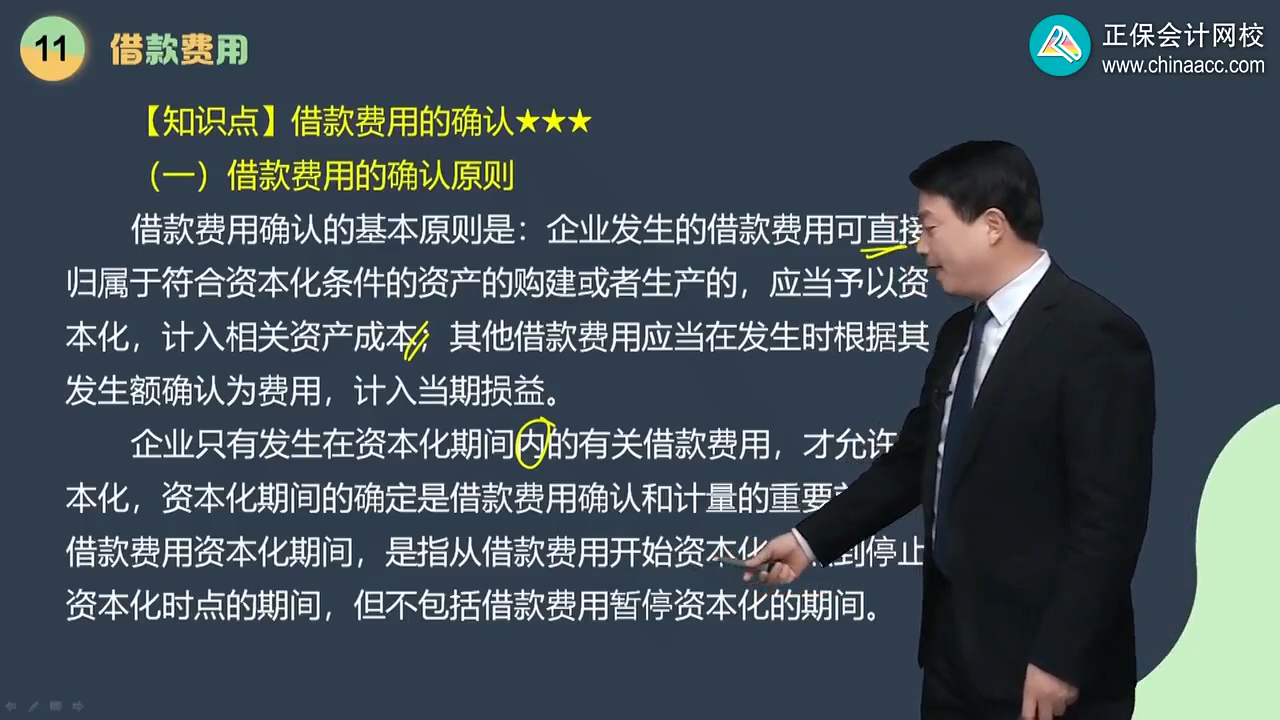 11 借款费用
正保会计网校
www.chinaacc.com
【知识点】借款费用的确认★★★
（一）借款费用的确认原则
借款费用确认的基本原则是：企业发生的借款费用可直接
归属于符合资本化条件的资产的购建或者生产的，应当予以资
本化，计入相关资产成本；其他借款费用应当在发生时根据其
发生额确认为费用，计入当期损益。
企业只有发生在资本化期间内的有关借款费用，才允许
本化，资本化期间的确定是借款费用确认和计量的重要
借款费用资本化期间，是指从借款费用开始资本化 到停止
资本化时点的期间，但不包括借款费用暂停资本化的期间。